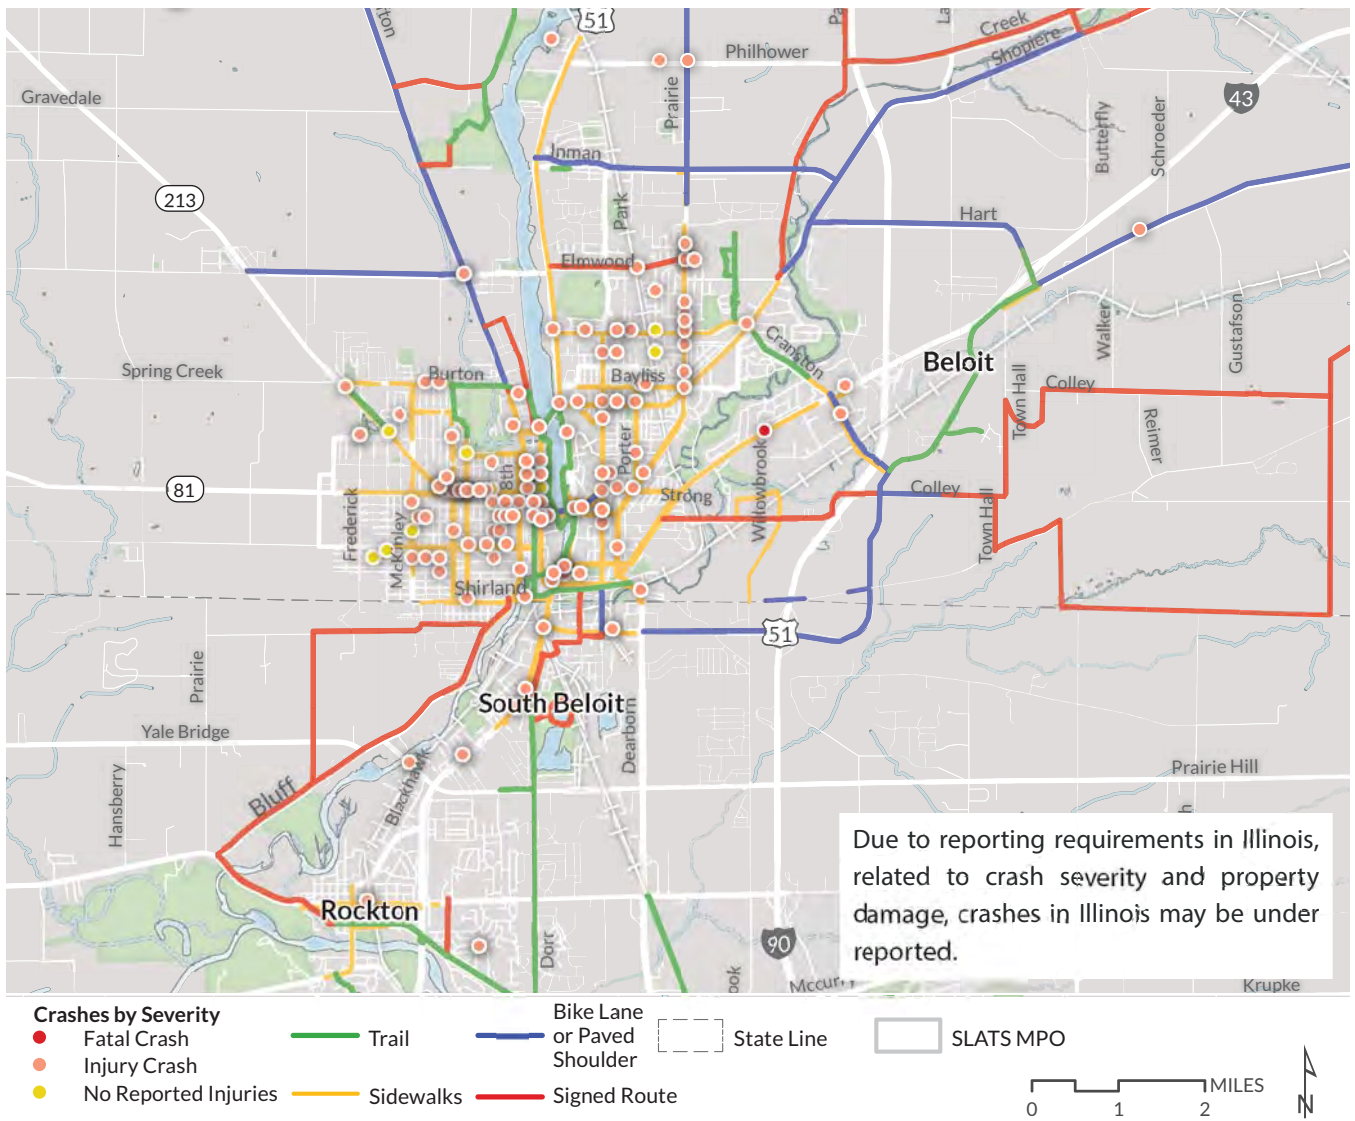 51
Creek
Philhower
Shopiere
Gravedale
Prairie
43
Butterfly
Schroeder
Inman
213
Park
Hart
Elmwood
Gustafson
Walker
Cranston
Beloit
Spring Creek
Burton
Bayliss
Town Hall
Colley
Reimer
Porter
8th
Willowbrook
81
Strong
Colley
Frederick
McKinley
Town Hall
Shirland
51
Prairie
South Beloit
Dearborn
Yale Bridge
Blackhawk
Prairie Hill
Hansberry
Bluff
Due to reporting requirements in Illinois,
related to crash severity and property
damage, crashes in Illinois may be under
reported.
Rockton
Dorr
90
Krupke
Crashes by Severity
Fatal Crash
Injury Crash
No Reported Injuries
Trail
Sidewalks
Bike Lane
or Paved
Shoulder
Signed Route
State Line
SLATS MPO
MILES
0 1 2
N